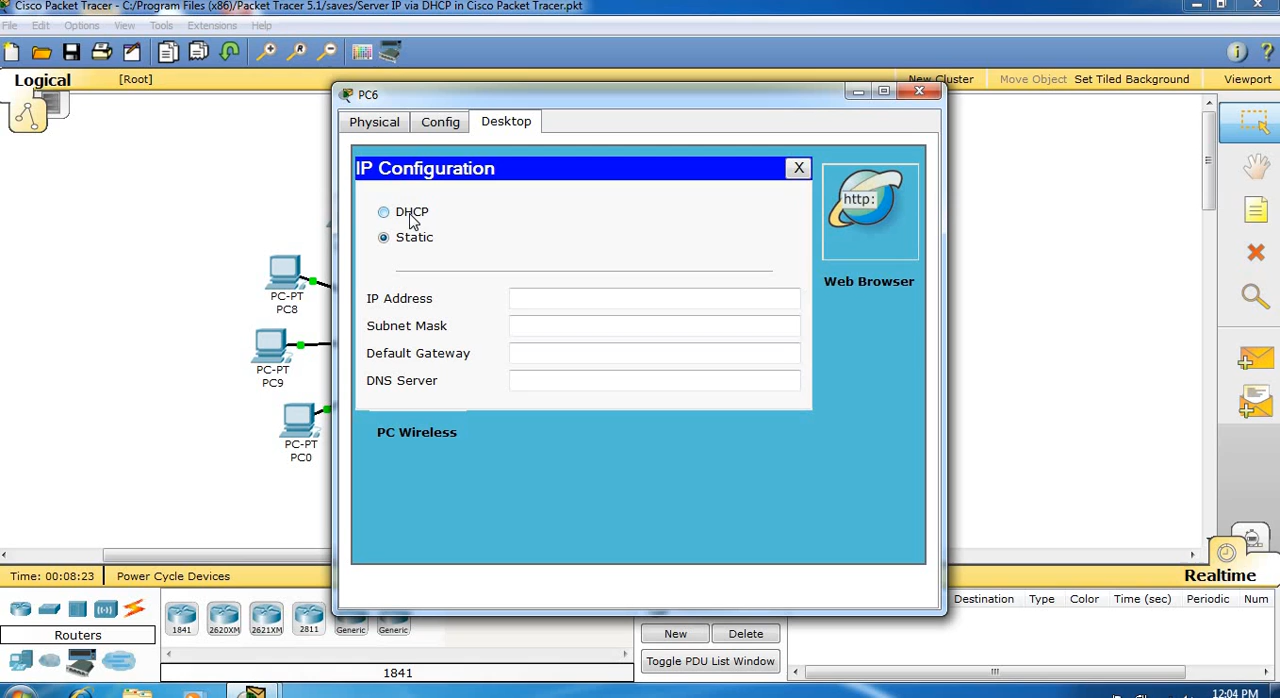 Cisco Packet Tracer - C:/Program Files (x86)/Packet Tracer 5.1/saves/Server IP via DHCP in Cisco Packet Tracer.pkt
File Edit Options View Tools Extensions Help
Logical [Root] New Cluster Move Object Set Tiled Background Viewport
PC6
Physical Config Desktop
IP Configuration X
http:
DHCP
Static
Web Browser
IP Address
Subnet Mask
Default Gateway
DNS Server
PC Wireless
PC-PT
PC8
PC-PT
PC9
PC-PT
PC0
Time: 00:08:23 Power Cycle Devices Realtime
Destination Type Color Time (sec) Periodic Num
1841 2620XM 2621XM 2811 Generic Generic
Routers
New Delete
Toggle PDU List Window
1841
12:04 PM